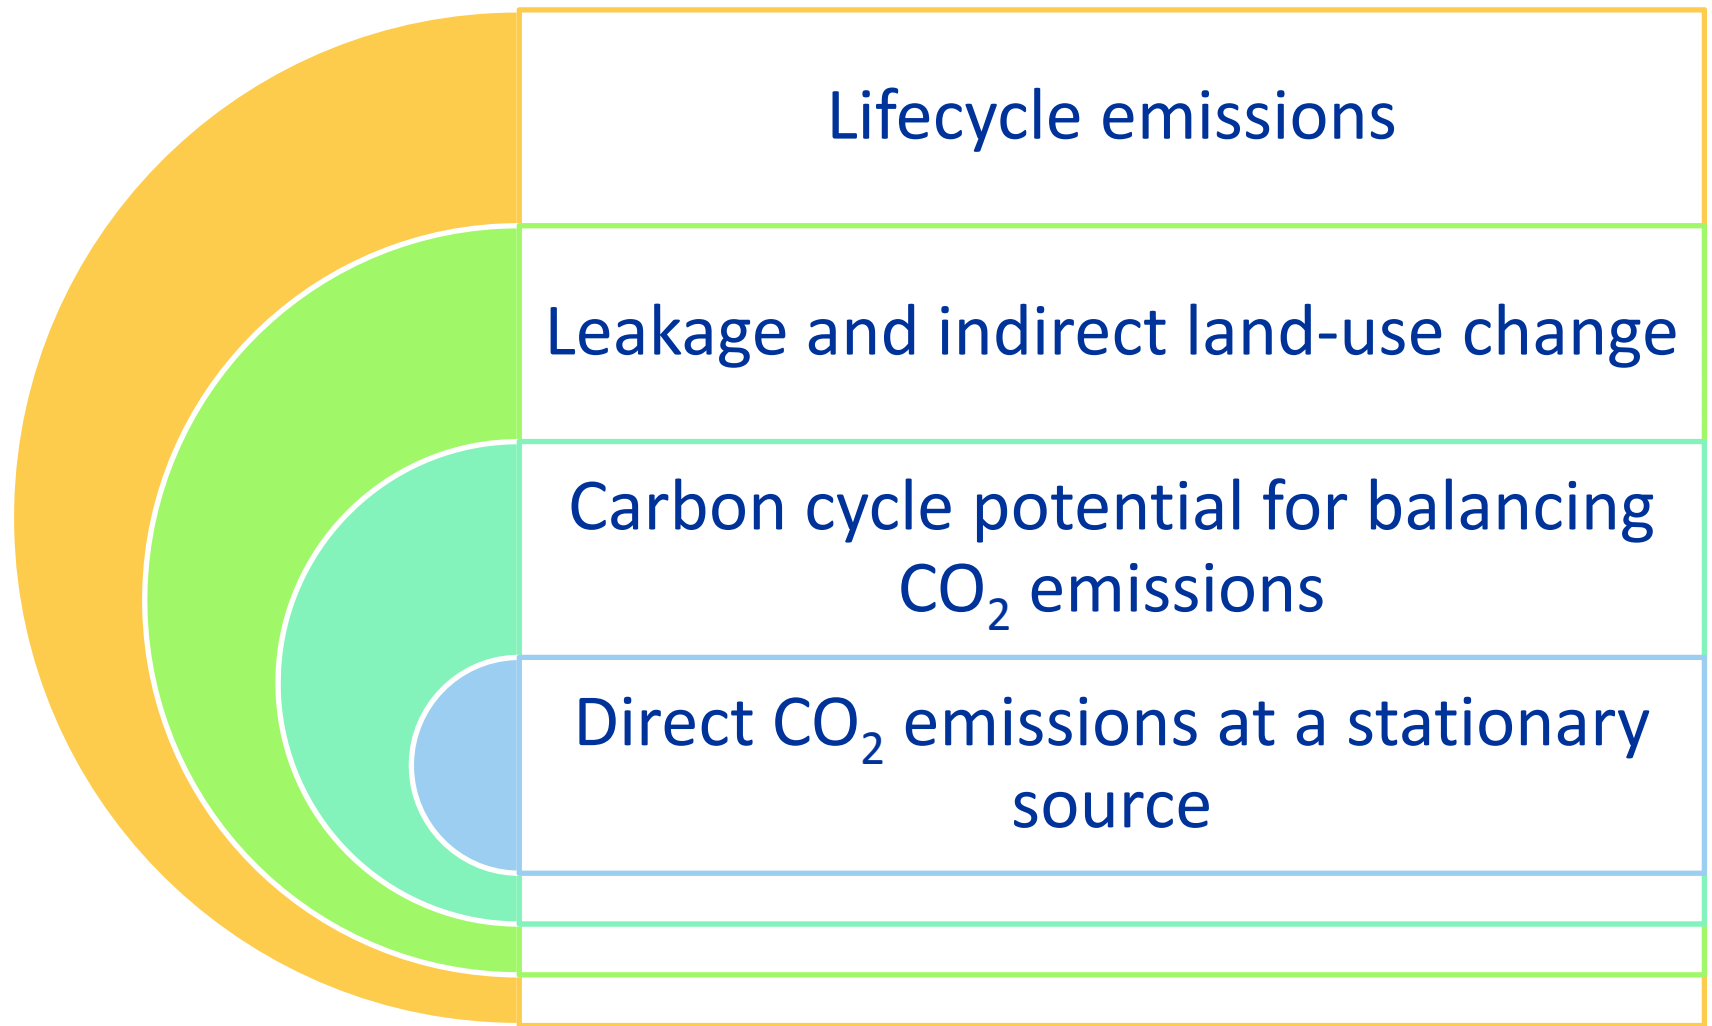 Lifecycle emissions
Leakage and indirect land-use change
Carbon cycle potential for balancing
CO₂ emissions
Direct CO₂ emissions at a stationary
source